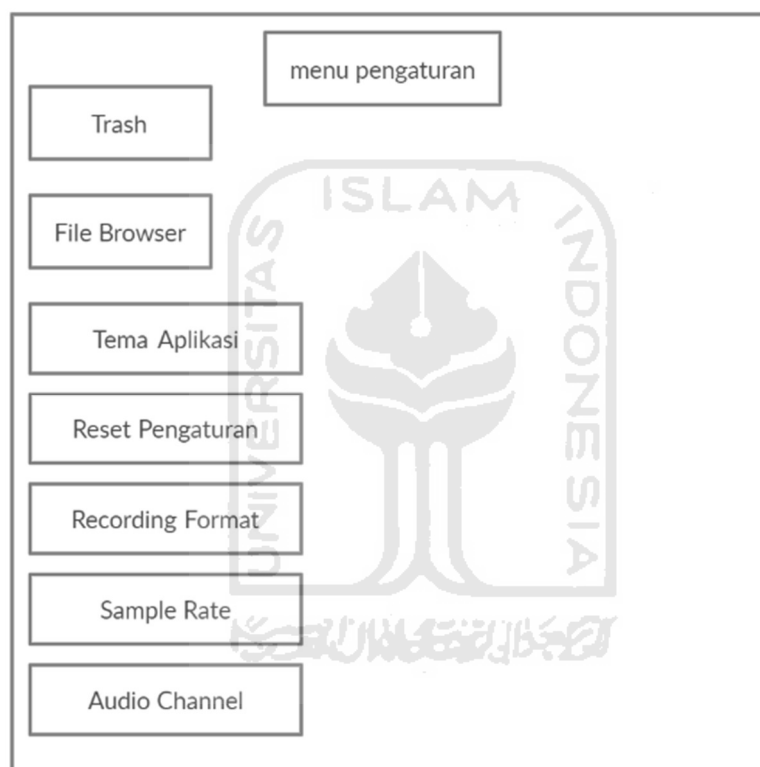 menu pengaturan
Trash
File Browser
Tema Aplikasi
Reset Pengaturan
Recording Format
Sample Rate
Audio Channel
UNIVERSITAS
ISLAM
INDONESIA